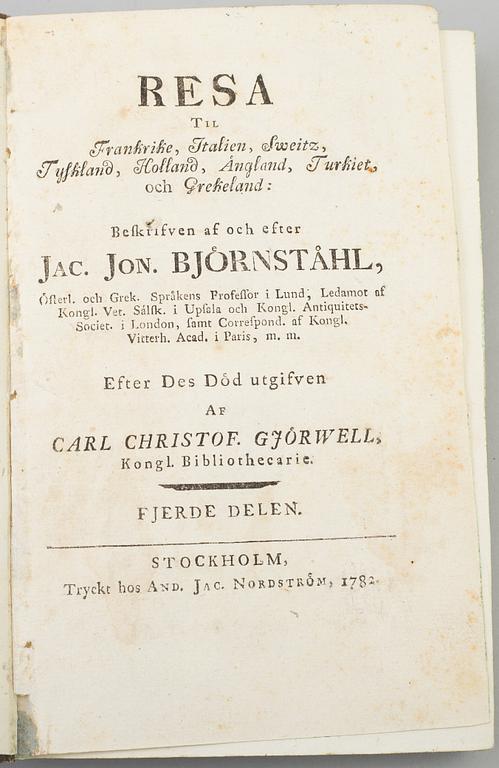 RESA
TIL
Frankrike, Italien, Sweitz,
Tyſkland, Holland, Ängland, Turkiet,
och Grekeland:
Beſkrifven af och efter
JAC. JON. BJÖRNSTÅHL,
Öſterl. och Grek. Språkens Profeſſor i Lund, Ledamot af
Kongl. Vet. Sälſk. i Upſala och Kongl. Antiquitets-
Societ. i London, ſamt Correſpond. af Kongl.
Vitterh. Acad. i Paris, m. m.
Efter Des Död utgifven
AF
CARL CHRISTOF. GJÖRWELL,
Kongl. Bibliothecarie.
FJERDE DELEN.
STOCKHOLM,
Tryckt hos AND. JAC. NORDSTRÖM, 1782.